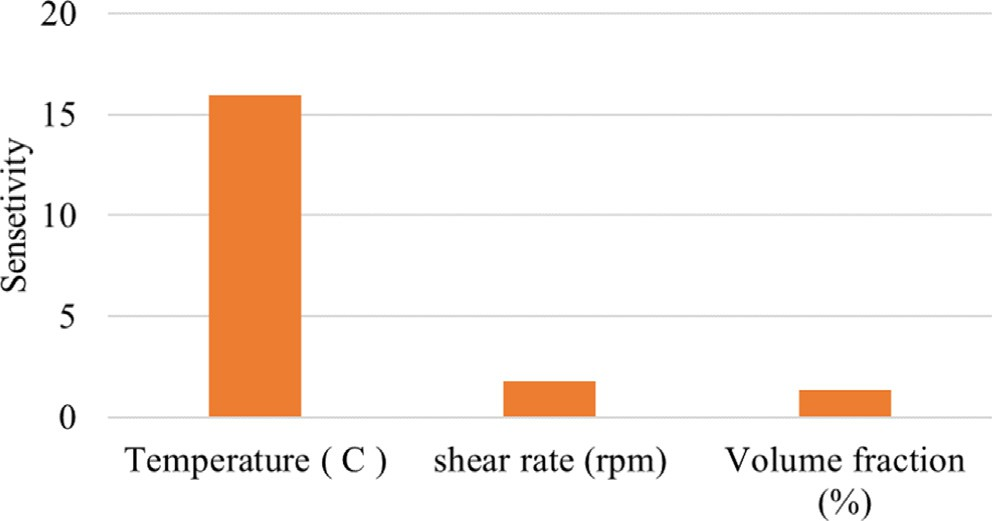 20
15
10
5
0
Sensetivity
Temperature ( C )
shear rate (rpm)
Volume fraction
(%)